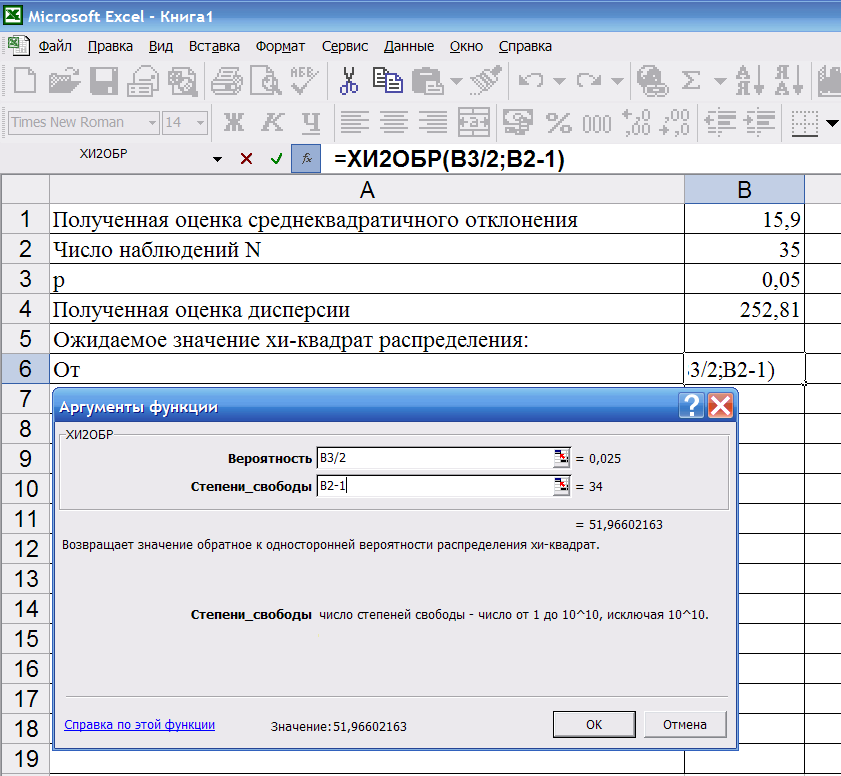 Microsoft Excel - Книга1
Файл Правка Вид Вставка Формат Сервис Данные Окно Справка
ABC
Σ А Я Я А
Times New Roman 14 Ж К Ч a % 000 ,0 ,00 ,00 ,0
ХИ2ОБР fx =ХИ2ОБР(B3/2;B2-1)
A B
1 Полученная оценка среднеквадратичного отклонения 15,9
2 Число наблюдений N 35
3 p 0,05
4 Полученная оценка дисперсии 252,81
5 Ожидаемое значение хи-квадрат распределения:
6 От 3/2;B2-1)
7
Аргументы функции ?
8
ХИ2ОБР
9
Вероятность B3/2 = 0,025
10
Степени_свободы B2-1 = 34
11
= 51,96602163
12
Возвращает значение обратное к односторонней вероятности распределения хи-квадрат.
13
14
Степени_свободы число степеней свободы - число от 1 до 10^10, исключая 10^10.
15
16
17
18
Справка по этой функции Значение:51,96602163 ОК Отмена
19